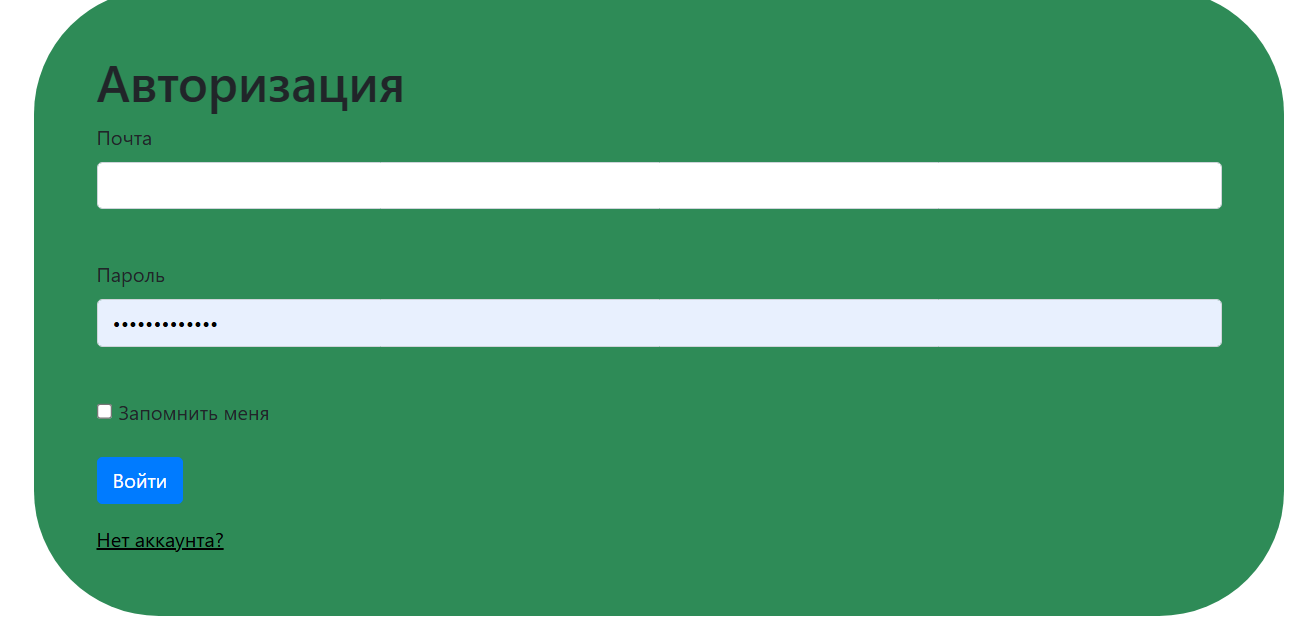 Авторизация
Почта
Пароль
•••••••••••••
Запомнить меня
Войти
Нет аккаунта?